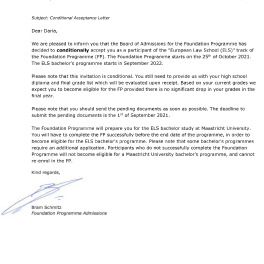 Subject: Conditional Acceptance Letter
Dear Daria,
We are pleased to inform you that the Board of Admissions for the Foundation Programme has
decided to conditionally accept you as a participant of the "European Law School (ELS)" track of
the Foundation Programme (FP). The Foundation Programme starts on the 25th of October 2021.
The ELS bachelor's programme starts in September 2022.
Please note that this invitation is conditional. You still need to provide us with your high school
diploma and final grade list which will be evaluated upon receipt. Based on your current grades we
expect you to become eligible for the FP provided there is no significant drop in your grades in the
final year.
Please note that you should send the pending documents as soon as possible. The deadline to
submit the pending documents is the 1st of September 2021.
The Foundation Programme will prepare you for the ELS bachelor study at Maastricht University.
You will have to complete the FP successfully before the end date of the programme, in order to
become eligible for the ELS bachelor's programme. Please note that some bachelor's programmes
require an additional application. Participants who do not successfully complete the Foundation
Programme will not become eligible for a Maastricht University bachelor's programme, and cannot
re-enrol in the FP.
Kind regards,
Bram Schmitz
Foundation Programme Admissions